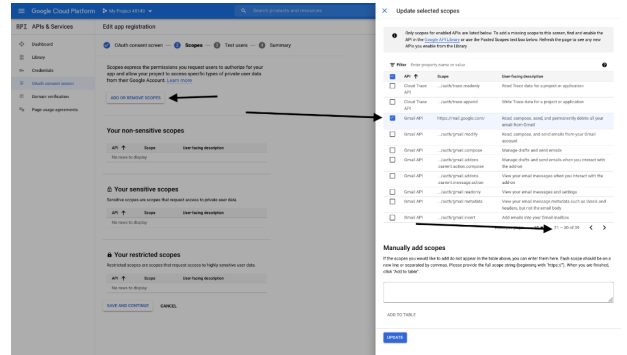 Google Cloud Platform
My Project 48149
Search products and resources
API APIs & Services
Dashboard
Library
Credentials
OAuth consent screen
Domain verification
Page usage agreements
Edit app registration
OAuth consent screen — 2 Scopes — 3 Test users — 4 Summary
Scopes express the permissions you request users to authorize for your
app and allow your project to access specific types of private user data
from their Google Account. Learn more
ADD OR REMOVE SCOPES
Your non-sensitive scopes
API Scope User-facing description
No rows to display
Your sensitive scopes
Sensitive scopes are scopes that request access to private user data.
API Scope User-facing description
No rows to display
Your restricted scopes
Restricted scopes are scopes that request access to highly sensitive user data.
API Scope User-facing description
No rows to display
SAVE AND CONTINUE CANCEL
Update selected scopes
Only scopes for enabled APIs are listed below. To add a missing scope to this screen, find and enable the
API in the Google API Library or use the Pasted Scopes text box below. Refresh the page to see any new
APIs you enable from the Library.
Filter Enter property name or value
API Scope User-facing description
Cloud Trace API .../auth/trace.readonly Read Trace data for a project or application
Cloud Trace API .../auth/trace.append Write Trace data for a project or application
Gmail API https://mail.google.com/ Read, compose, send, and permanently delete all your
email from Gmail
Gmail API .../auth/gmail.modify Read, compose, and send emails from your Gmail
account
Gmail API .../auth/gmail.compose Manage drafts and send emails
Gmail API .../auth/gmail.addons.current.action.compose Manage drafts and send emails when you interact with
the add-on
Gmail API .../auth/gmail.addons.current.message.action View your email messages when you interact with the
add-on
Gmail API .../auth/gmail.readonly View your email messages and settings
Gmail API .../auth/gmail.metadata View your email message metadata such as labels and
headers, but not the email body
Gmail API .../auth/gmail.insert Add emails into your Gmail mailbox
21 – 30 of 39
Manually add scopes
If the scopes you would like to add do not appear in the table above, you can enter them here. Each scope should be on a
new line or separated by commas. Please provide the full scope string (beginning with "https://"). When you are finished,
click "Add to table".
ADD TO TABLE
UPDATE